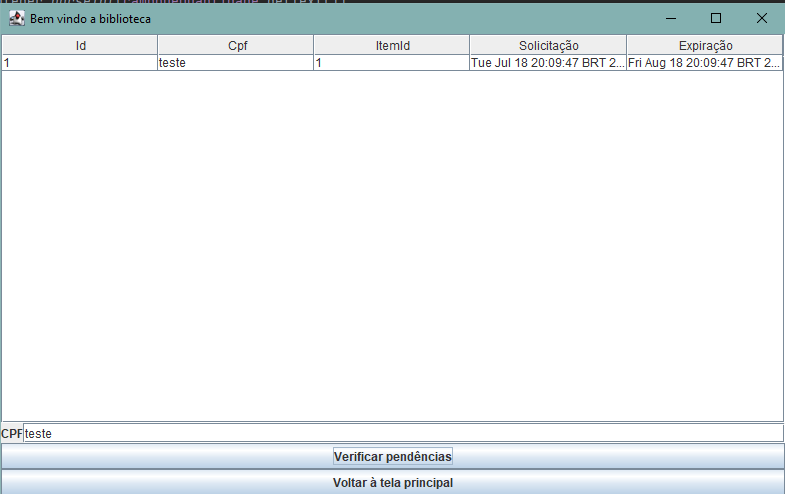 Bem vindo a biblioteca
Id Cpf ItemId Solicitação Expiração
1 teste 1 Tue Jul 18 20:09:47 BRT 2... Fri Aug 18 20:09:47 BRT 2...
CPF teste
Verificar pendências
Voltar à tela principal